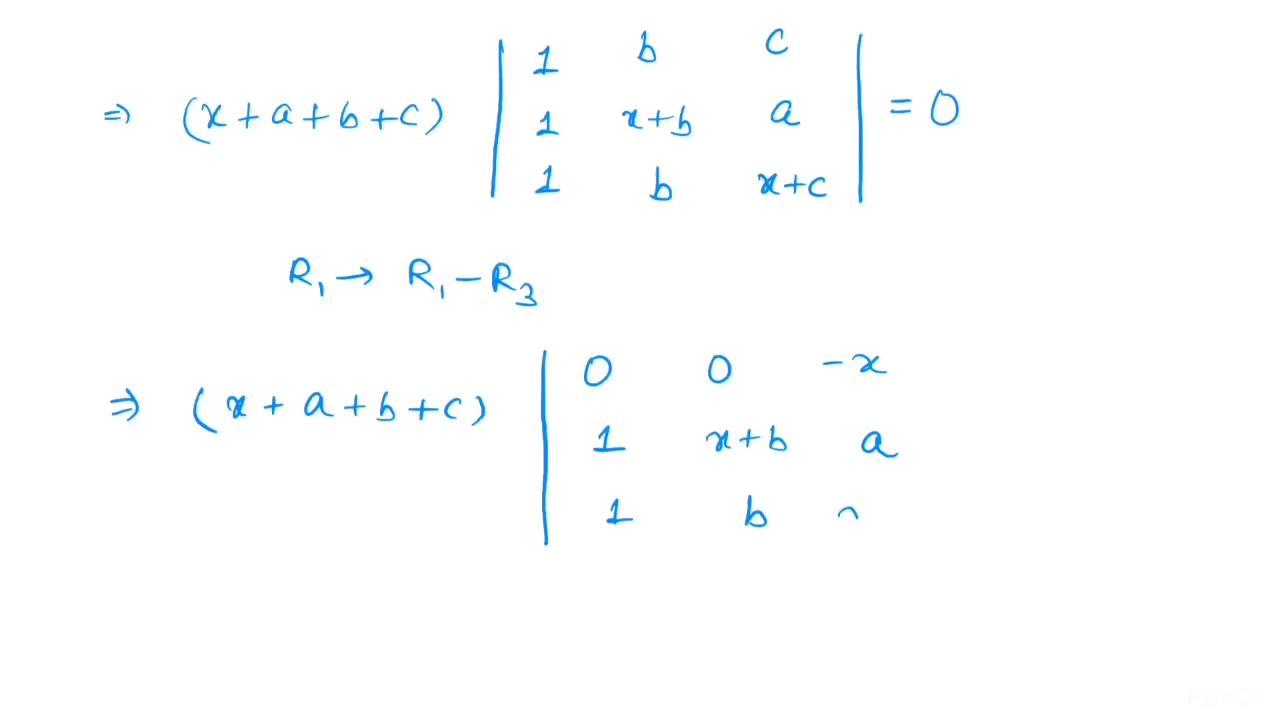 1 b c
⇒ (x+a+b+c) 1 x+b a = 0
1 b x+c
R₁ → R₁ - R₃
0 0 -x
⇒ (x+a+b+c) 1 x+b a
1 b